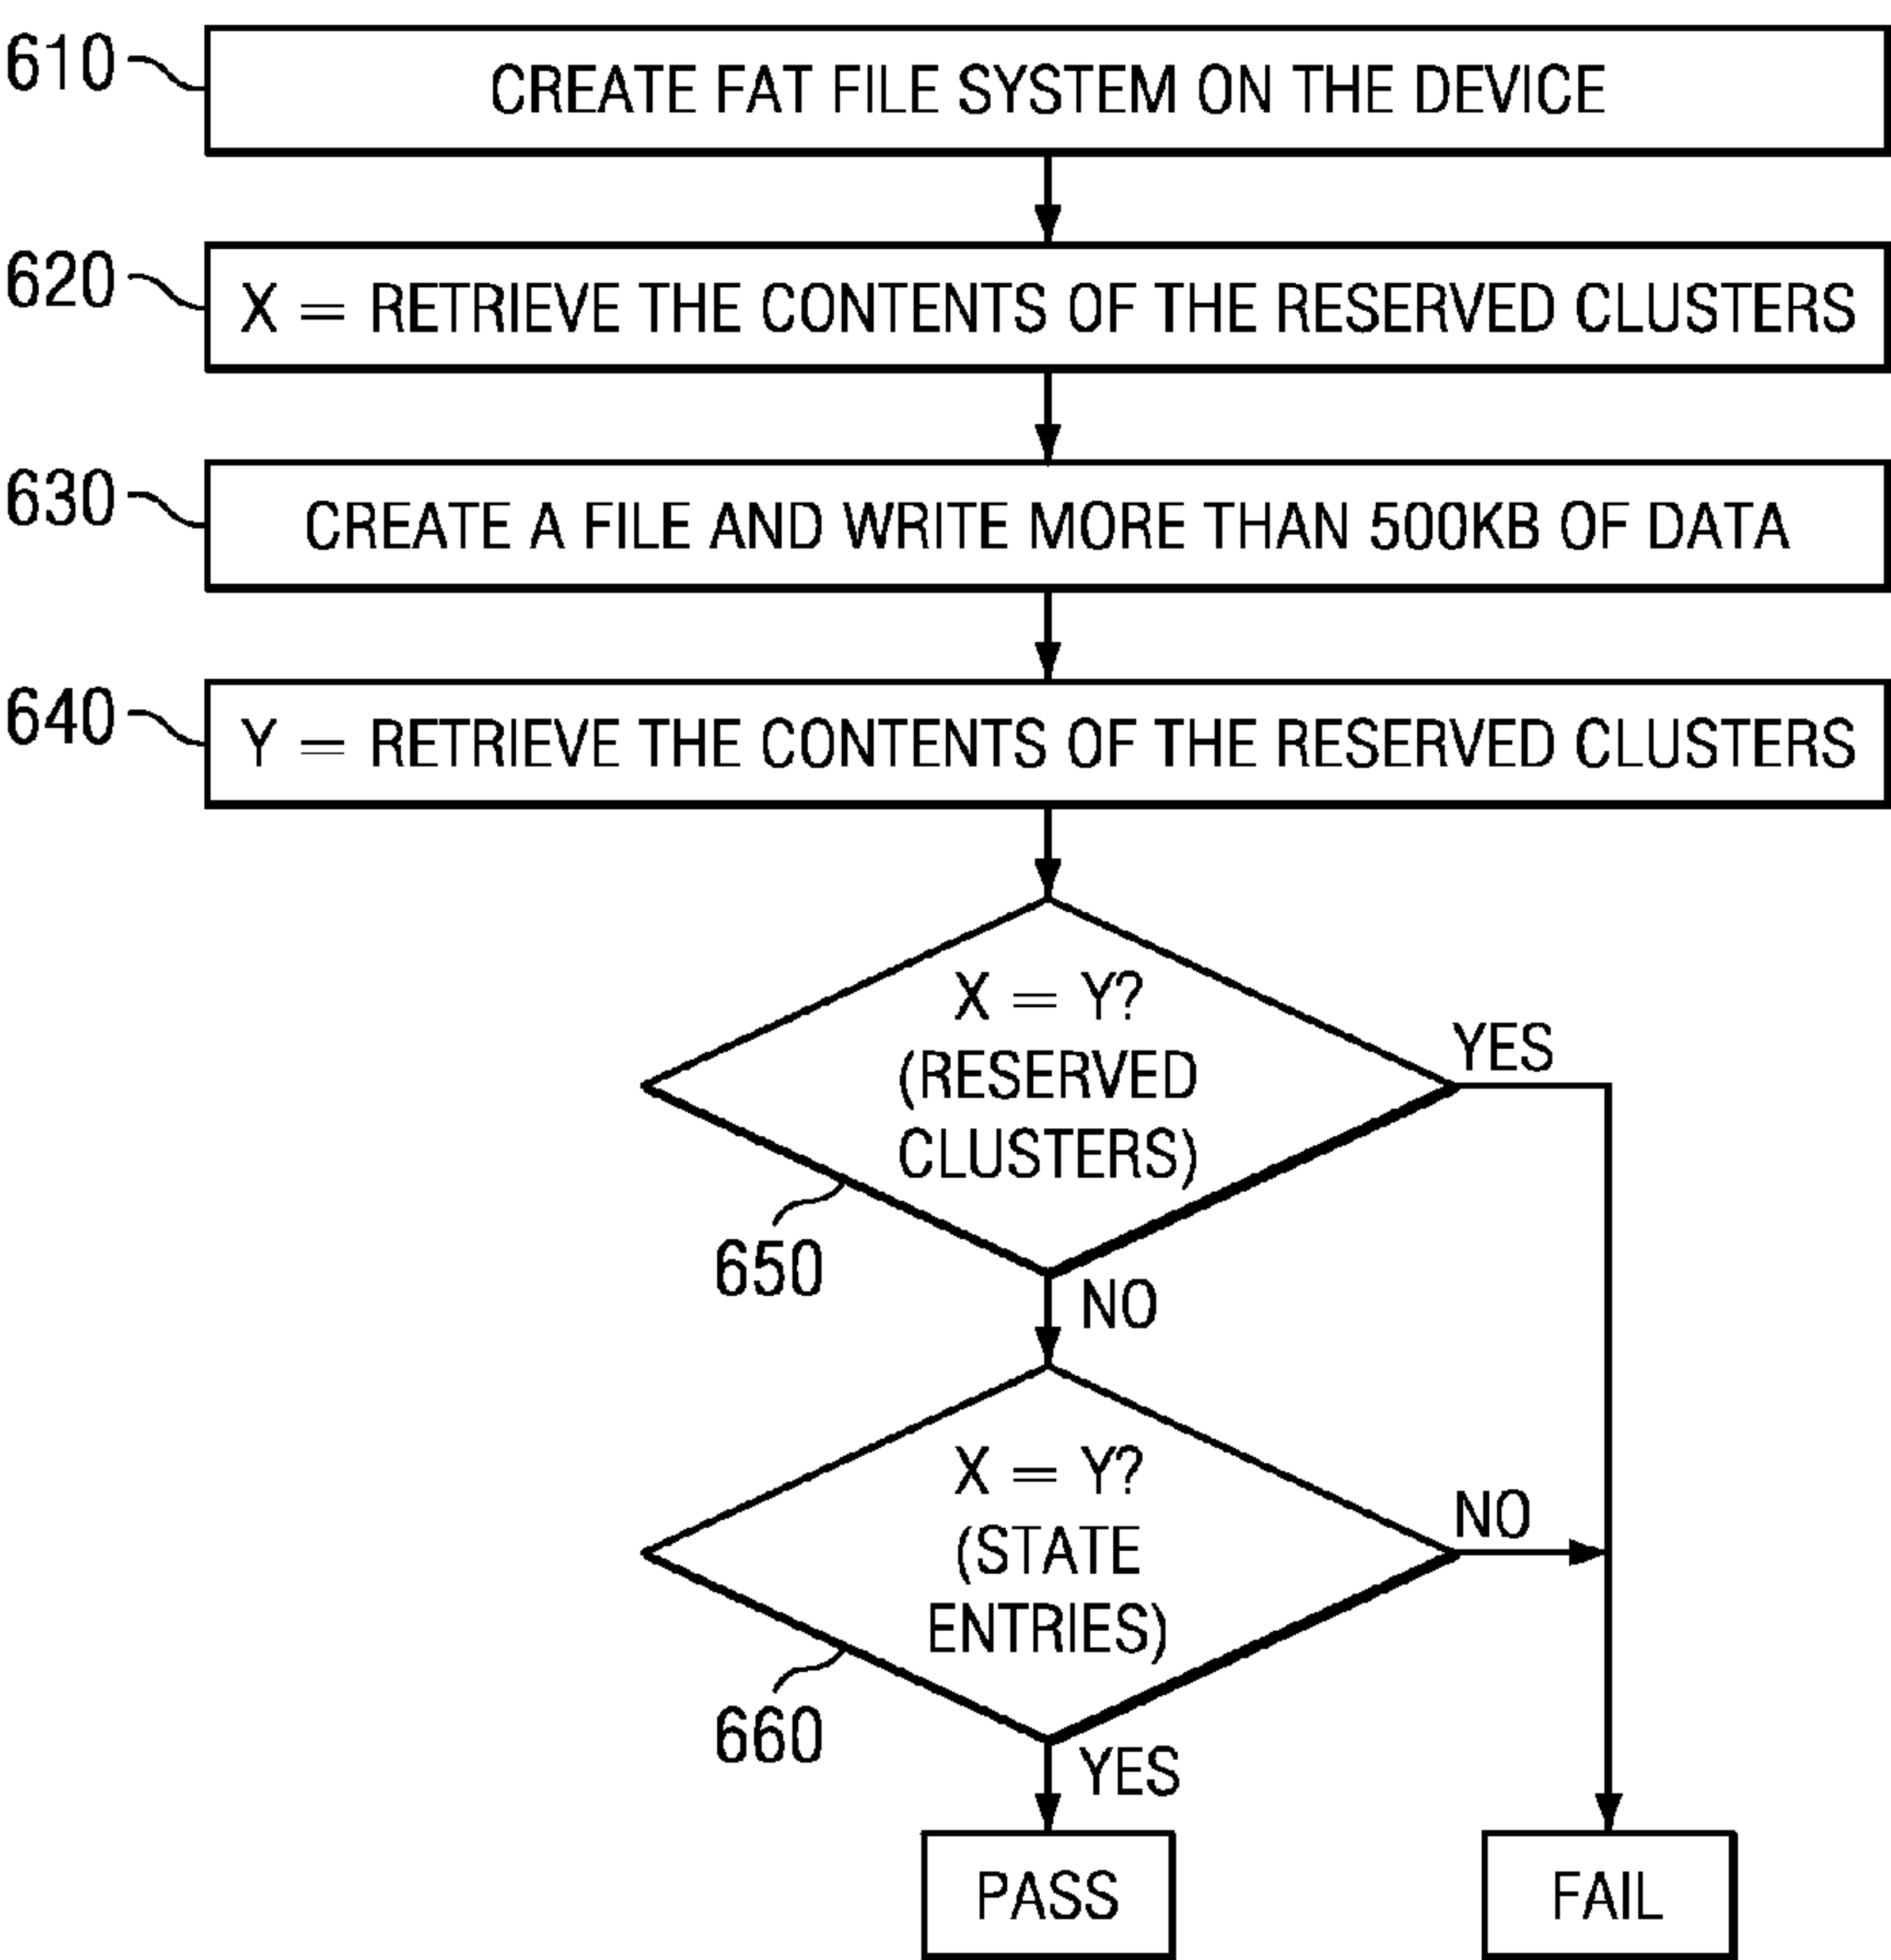 610
CREATE FAT FILE SYSTEM ON THE DEVICE
620
X = RETRIEVE THE CONTENTS OF THE RESERVED CLUSTERS
630
CREATE A FILE AND WRITE MORE THAN 500KB OF DATA
640
Y = RETRIEVE THE CONTENTS OF THE RESERVED CLUSTERS
X = Y?
(RESERVED
CLUSTERS)
YES
650
NO
X = Y?
(STATE
ENTRIES)
NO
660
YES
PASS
FAIL